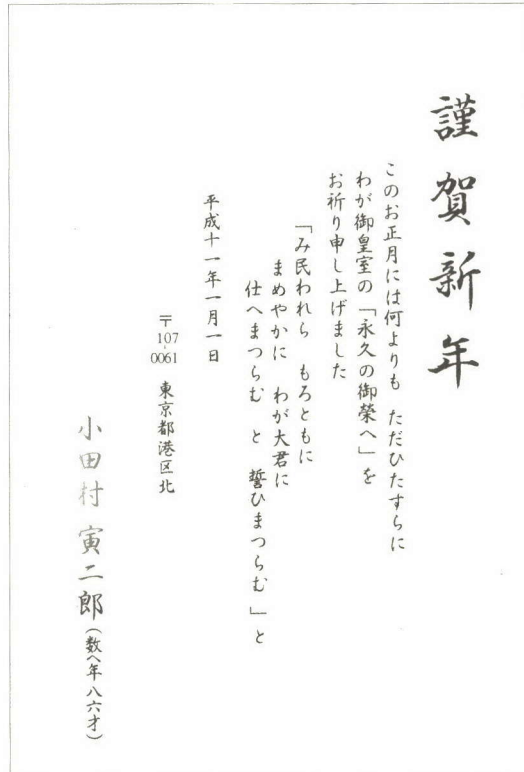 謹賀新年
このお正月には何よりも ただひたすらに
わが御皇室の「永久の御榮へ」を
お祈り申し上げました
「み民われら もろともに
まめやかに わが大君に
仕へまつらむ と 誓ひまつらむ」と
平成十一年一月一日
〒107-0061 東京都港区北
小田村寅二郎(数へ年八六才)